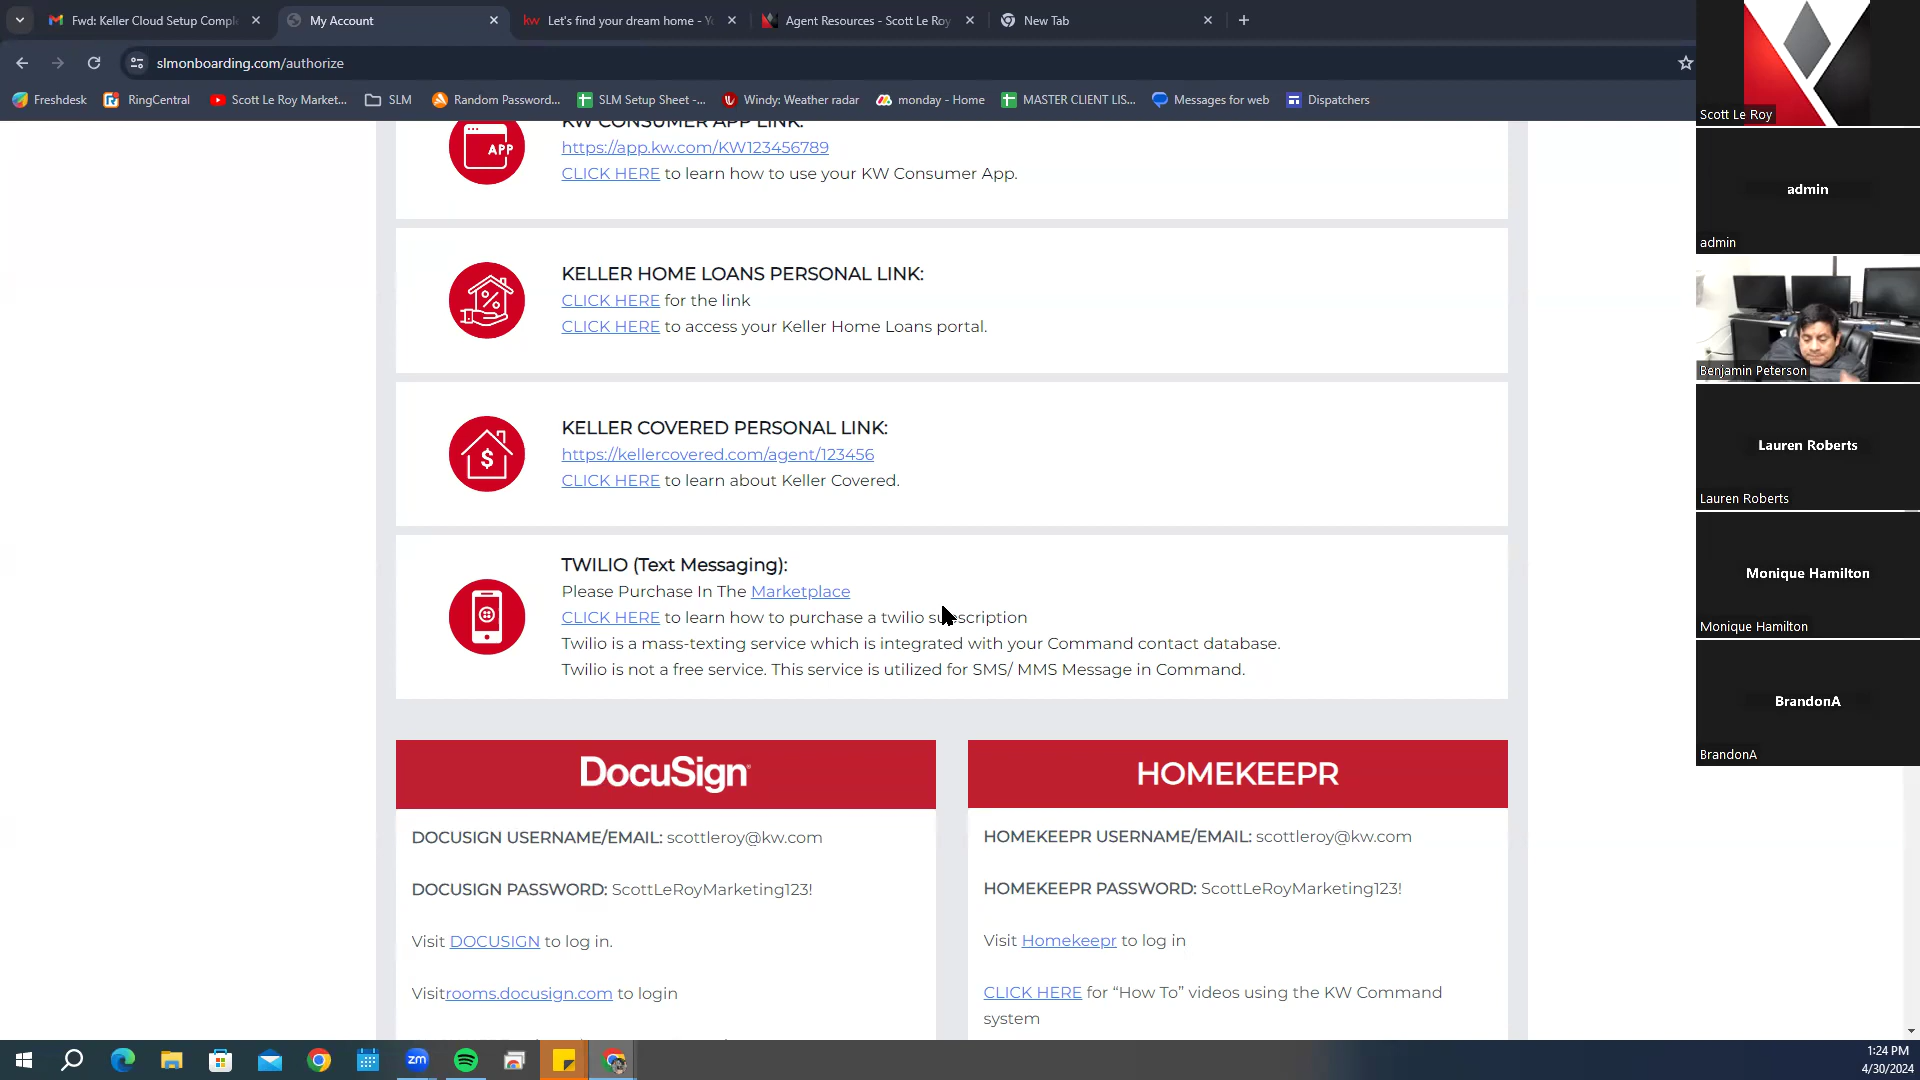 Fwd: Keller Cloud Setup Comple
My Account
kw Let's find your dream home - Y
Agent Resources - Scott Le Roy
New Tab
slmonboarding.com/authorize
Freshdesk
RingCentral
Scott Le Roy Market...
SLM
Random Password...
SLM Setup Sheet -...
Windy: Weather radar
monday - Home
MASTER CLIENT LIS...
Messages for web
Dispatchers
KW CONSUMER APP LINK:
APP
https://app.kw.com/KW123456789
CLICK HERE to learn how to use your KW Consumer App.
KELLER HOME LOANS PERSONAL LINK:
CLICK HERE for the link
CLICK HERE to access your Keller Home Loans portal.
KELLER COVERED PERSONAL LINK:
https://kellercovered.com/agent/123456
CLICK HERE to learn about Keller Covered.
TWILIO (Text Messaging):
Please Purchase In The Marketplace
CLICK HERE to learn how to purchase a twilio subscription
Twilio is a mass-texting service which is integrated with your Command contact database.
Twilio is not a free service. This service is utilized for SMS/ MMS Message in Command.
DocuSign
DOCUSIGN USERNAME/EMAIL: scottleroy@kw.com
DOCUSIGN PASSWORD: ScottLeRoyMarketing123!
Visit DOCUSIGN to log in.
Visitrooms.docusign.com to login
HOMEKEEPR
HOMEKEEPR USERNAME/EMAIL: scottleroy@kw.com
HOMEKEEPR PASSWORD: ScottLeRoyMarketing123!
Visit Homekeepr to log in
CLICK HERE for “How To” videos using the KW Command
system
Scott Le Roy
admin
admin
Benjamin Peterson
Lauren Roberts
Lauren Roberts
Monique Hamilton
Monique Hamilton
BrandonA
BrandonA
zm
1:24 PM
4/30/2024